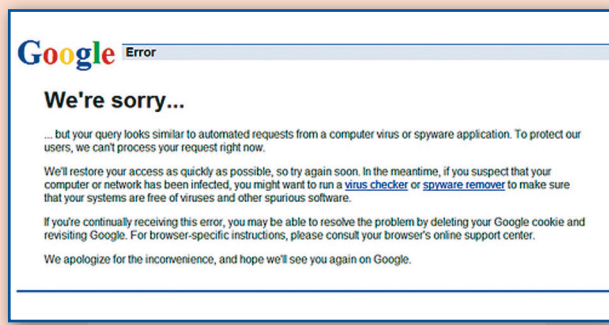 Google Error
We're sorry...
... but your query looks similar to automated requests from a computer virus or spyware application. To protect our
users, we can't process your request right now.
We'll restore your access as quickly as possible, so try again soon. In the meantime, if you suspect that your
computer or network has been infected, you might want to run a virus checker or spyware remover to make sure
that your systems are free of viruses and other spurious software.
If you're continually receiving this error, you may be able to resolve the problem by deleting your Google cookie and
revisiting Google. For browser-specific instructions, please consult your browser's online support center.
We apologize for the inconvenience, and hope we'll see you again on Google.